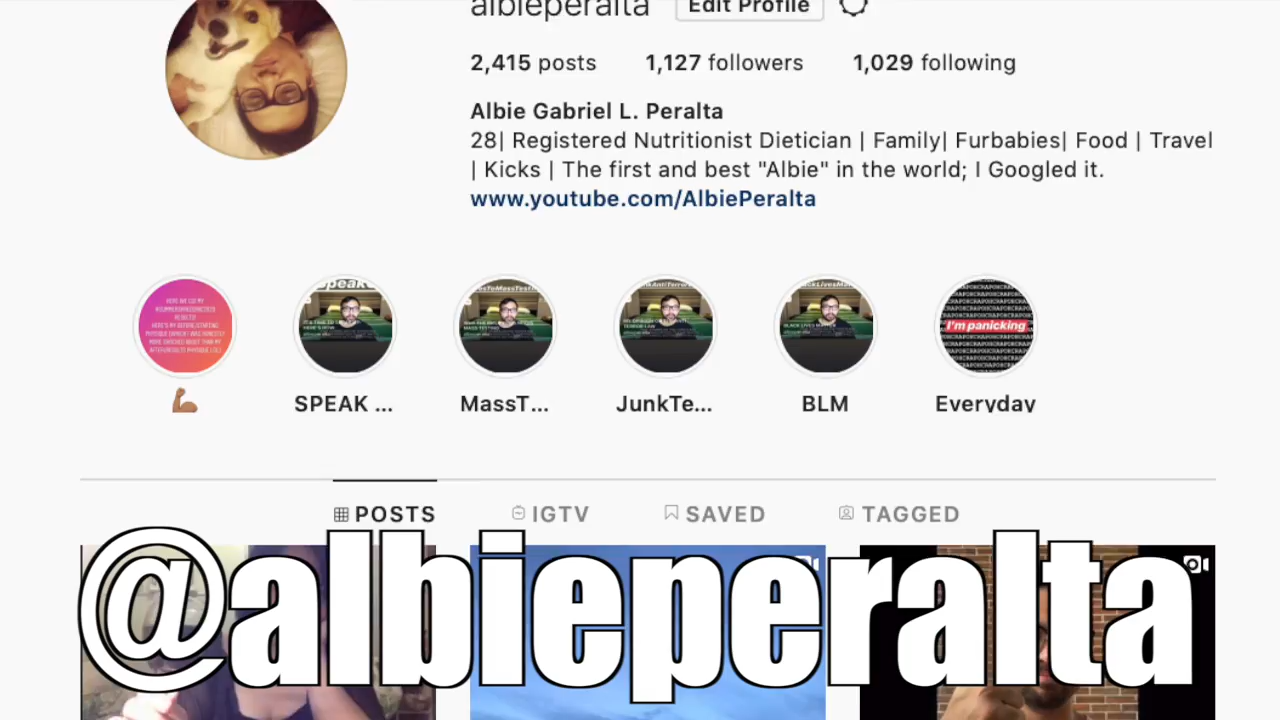 albieperalta Edit Profile
2,415 posts 1,127 followers 1,029 following
Albie Gabriel L. Peralta
28| Registered Nutritionist Dietician | Family| Furbabies| Food | Travel
| Kicks | The first and best "Albie" in the world; I Googled it.
www.youtube.com/AlbiePeralta
I'm panicking
SPEAK ... MassT... JunkTe... BLM Everyday
POSTS IGTV SAVED TAGGED
@albieperalta